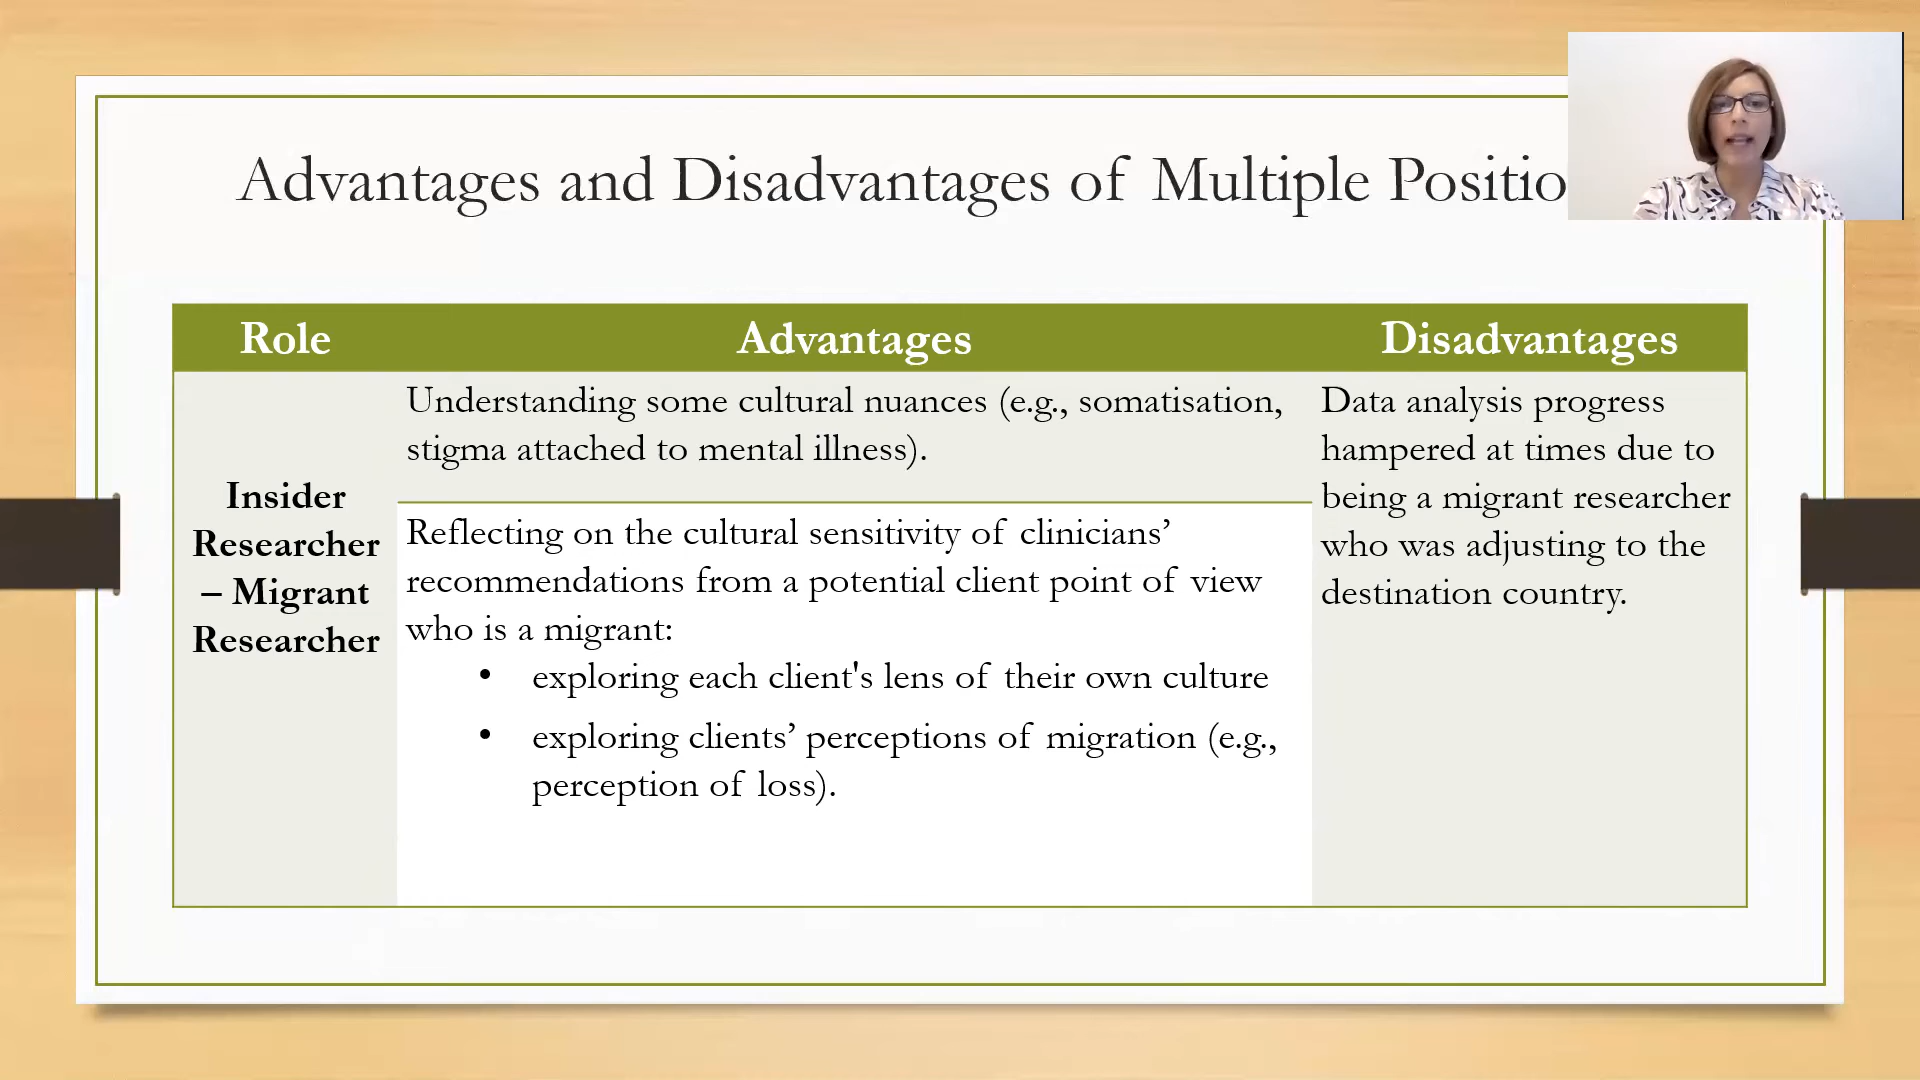 Advantages and Disadvantages of Multiple Positio
Role
Advantages
Disadvantages
Insider
Researcher
– Migrant
Researcher
Understanding some cultural nuances (e.g., somatisation,
stigma attached to mental illness).
Reflecting on the cultural sensitivity of clinicians’
recommendations from a potential client point of view
who is a migrant:
• exploring each client's lens of their own culture
• exploring clients’ perceptions of migration (e.g.,
perception of loss).
Data analysis progress
hampered at times due to
being a migrant researcher
who was adjusting to the
destination country.